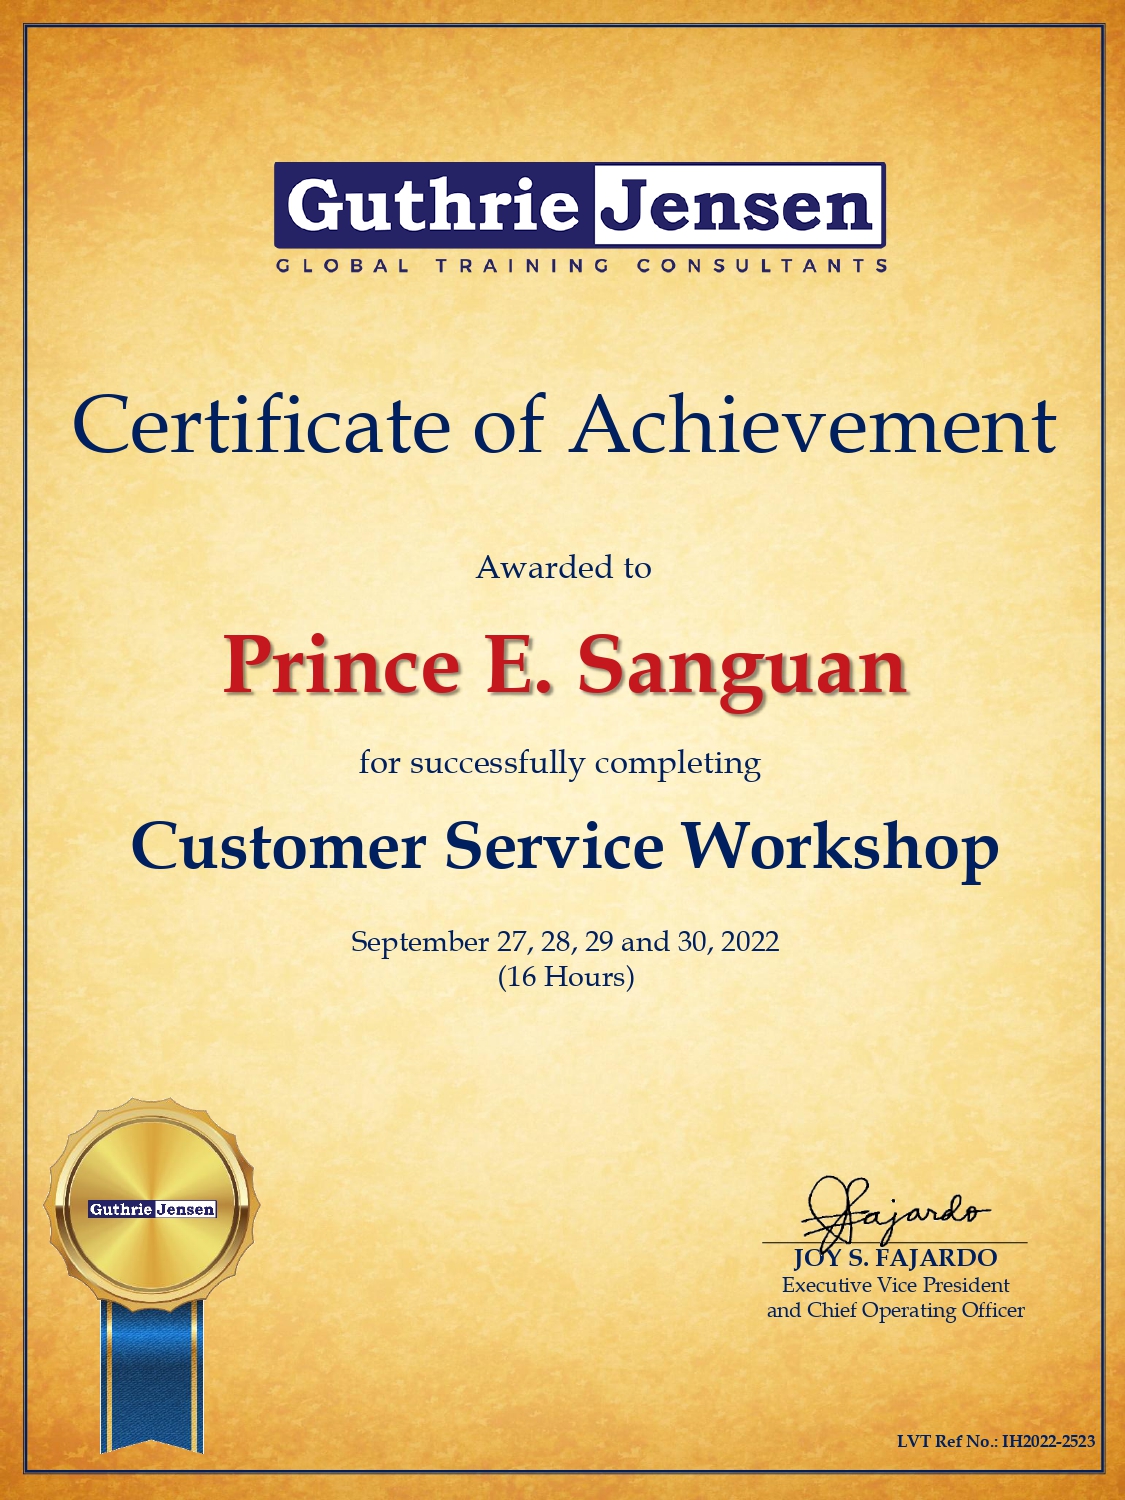 Guthrie Jensen
GLOBAL TRAINING CONSULTANTS
Certificate of Achievement
Awarded to
Prince E. Sanguan
for successfully completing
Customer Service Workshop
September 27, 28, 29 and 30, 2022
(16 Hours)
Guthrie Jensen
JFajardo
JOY S. FAJARDO
Executive Vice President
and Chief Operating Officer
LVT Ref No.: IH2022-2523